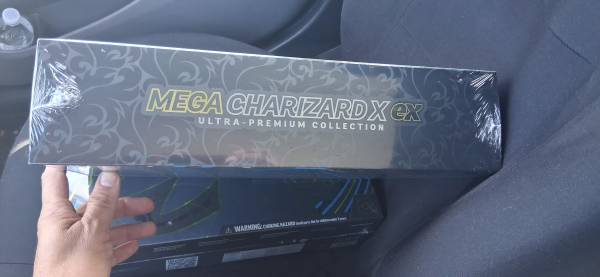 MEGA CHARIZARD X ex
ULTRA-PREMIUM COLLECTION
WARNING: CHOKING HAZARD